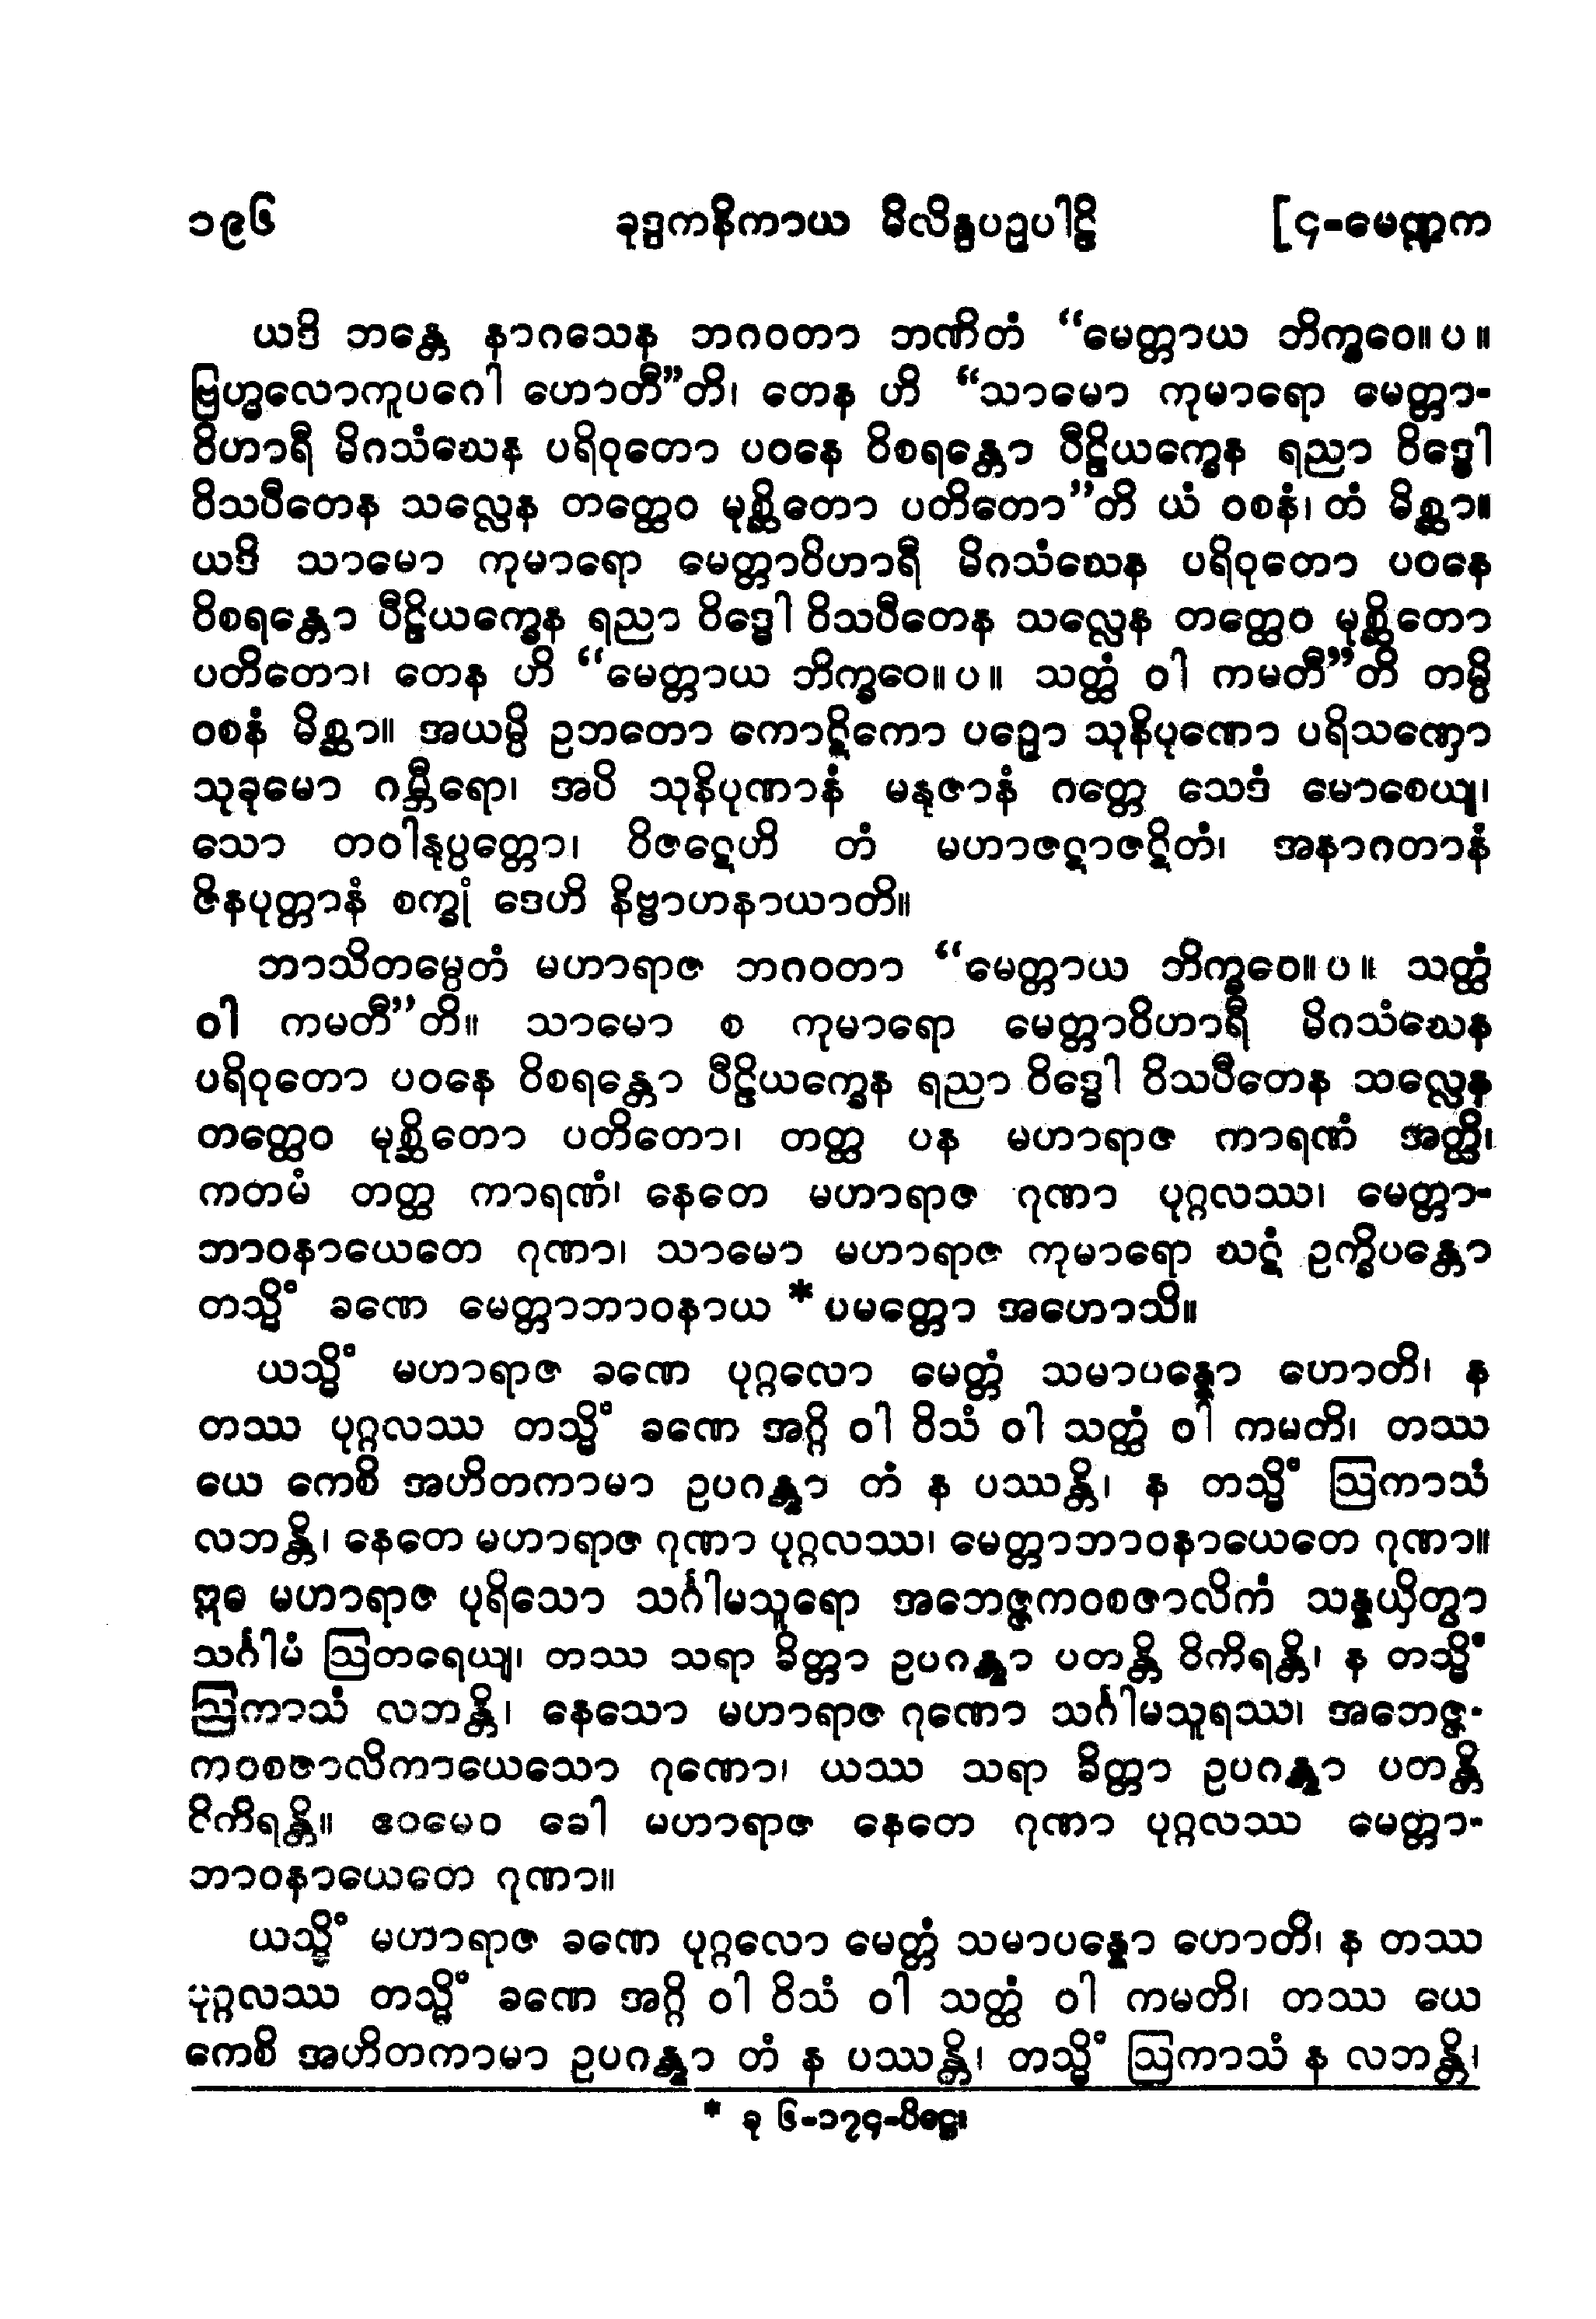 ၁၉၆ ခုဒ္ဒကနိကာယ မိလိန္ဒပဉှပါဠိ [၄-မေဏ္ဍက
ယဒိ ဘန္တေ နာဂသေန ဘဂဝတာ ဘဏိတံ “မေတ္တာယ ဘိက္ခဝေ။ ပ ။
ဗြဟ္မလောကူပဂေါ ဟောတီ”တိ၊ တေန ဟိ “သာမော ကုမာရော မေတ္တာ-
ဝိဟာရီ မိဂသံဃေန ပရိဝုတော ပဝနေ ဝိစရန္တော ပီဠိယက္ခေန ရညာ ဝိဒ္ဓေါ
ဝိသပီတေန သလ္လေန တတ္ထေဝ မုစ္ဆိတော ပတိတော”တိ ယံ ဝစနံ၊ တံ မိစ္ဆာ။
ယဒိ သာမော ကုမာရော မေတ္တာဝိဟာရီ မိဂသံဃေန ပရိဝုတော ပဝနေ
ဝိစရန္တော ပီဠိယက္ခေန ရညာ ဝိဒ္ဓေါ ဝိသပီတေန သလ္လေန တတ္ထေဝ မုစ္ဆိတော
ပတိတော၊ တေန ဟိ “မေတ္တာယ ဘိက္ခဝေ။ ပ ။ သတ္ထံ ဝါ ကမတီ”တိ တမ္ပိ
ဝစနံ မိစ္ဆာ။ အယမ္ပိ ဥဘတော ကောဋိကော ပဉှော သုနိပုဏော ပရိသဏှော
သုခုမော ဂမ္ဘီရော၊ အပိ သုနိပုဏာနံ မနုဇာနံ ဂတ္တေ သေဒံ မောစေယျ၊
သော တဝါနုပ္ပတ္တော၊ ဝိဇဋေဟိ တံ မဟာဇဋာဇဋိတံ၊ အနာဂတာနံ
ဇိနပုတ္တာနံ စက္ခုံ ဒေဟိ နိဗ္ဗာဟနာယာတိ။
ဘာသိတမ္ပေတံ မဟာရာဇ ဘဂဝတာ “မေတ္တာယ ဘိက္ခဝေ။ ပ ။ သတ္ထံ
ဝါ ကမတီ”တိ။ သာမော စ ကုမာရော မေတ္တာဝိဟာရီ မိဂသံဃေန
ပရိဝုတော ပဝနေ ဝိစရန္တော ပီဠိယက္ခေန ရညာ ဝိဒ္ဓေါ ဝိသပီတေန သလ္လေန
တတ္ထေဝ မုစ္ဆိတော ပတိတော၊ တတ္ထ ပန မဟာရာဇ ကာရဏံ အတ္ထိ၊
ကတမံ တတ္ထ ကာရဏံ၊ နေတေ မဟာရာဇ ဂုဏာ ပုဂ္ဂလဿ၊ မေတ္တာ-
ဘာဝနာယေတေ ဂုဏာ၊ သာမော မဟာရာဇ ကုမာရော ဃဋံ ဥက္ခိပန္တော
တသ္မိံ ခဏေ မေတ္တာဘာဝနာယ * ပမတ္တော အဟောသိ။
ယသ္မိံ မဟာရာဇ ခဏေ ပုဂ္ဂလော မေတ္တံ သမာပန္နော ဟောတိ၊ န
တဿ ပုဂ္ဂလဿ တသ္မိံ ခဏေ အဂ္ဂိ ဝါ ဝိသံ ဝါ သတ္ထံ ဝါ ကမတိ၊ တဿ
ယေ ကေစိ အဟိတကာမာ ဥပဂန္တွာ တံ န ပဿန္တိ၊ န တသ္မိံ ဩကာသံ
လဘန္တိ၊ နေတေ မဟာရာဇ ဂုဏာ ပုဂ္ဂလဿ၊ မေတ္တာဘာဝနာယေတေ ဂုဏာ။
ဣဓ မဟာရာဇ ပုရိသော သင်္ဂါမသူရော အဘေဇ္ဇကဝစဇာလိကံ သန္နယှိတွာ
သင်္ဂါမံ ဩတရေယျ၊ တဿ သရာ ခိတ္တာ ဥပဂန္တွာ ပတန္တိ ဝိကိရန္တိ၊ န တသ္မိံ
ဩကာသံ လဘန္တိ၊ နေသော မဟာရာဇ ဂုဏော သင်္ဂါမသူရဿ၊ အဘေဇ္ဇ-
ကဝစဇာလိကာယေသော ဂုဏော၊ ယဿ သရာ ခိတ္တာ ဥပဂန္တွာ ပတန္တိ
ဝိကိရန္တိ။ ဧဝမေဝ ခေါ မဟာရာဇ နေတေ ဂုဏာ ပုဂ္ဂလဿ မေတ္တာ-
ဘာဝနာယေတေ ဂုဏာ။
ယသ္မိံ မဟာရာဇ ခဏေ ပုဂ္ဂလော မေတ္တံ သမာပန္နော ဟောတိ၊ န တဿ
ပုဂ္ဂလဿ တသ္မိံ ခဏေ အဂ္ဂိ ဝါ ဝိသံ ဝါ သတ္ထံ ဝါ ကမတိ၊ တဿ ယေ
ကေစိ အဟိတကာမာ ဥပဂန္တွာ တံ န ပဿန္တိ၊ တသ္မိံ ဩကာသံ န လဘန္တိ၊
* ခု ၆-၁၇၄-ပိဋ္ဌေ။